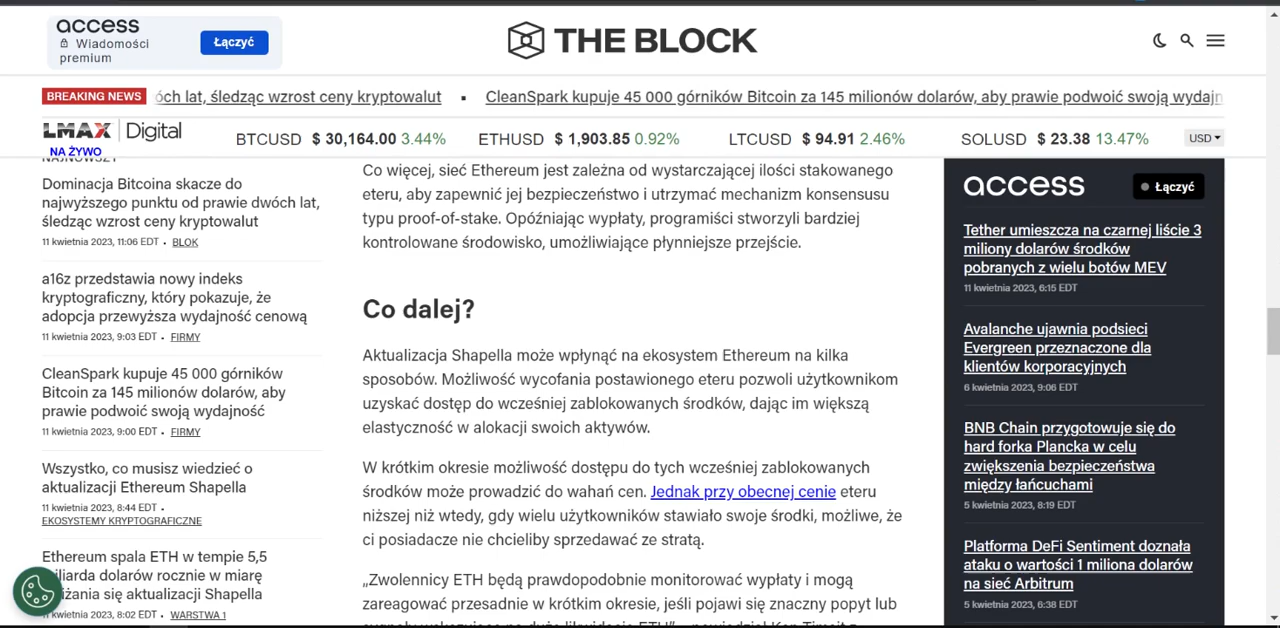 access
Wiadomości
premium
Łączyć
THE BLOCK
BREAKING NEWS
óch lat, śledząc wzrost ceny kryptowalut ▪ CleanSpark kupuje 45 000 górników Bitcoin za 145 milionów dolarów, aby prawie podwoić swoją wydajn
LMAX Digital
NA ŻYWO
BTCUSD $ 30,164.00 3.44% ETHUSD $ 1,903.85 0.92% LTCUSD $ 94.91 2.46% SOLUSD $ 23.38 13.47% USD
NAJNOWSZY
Dominacja Bitcoina skacze do
najwyższego punktu od prawie dwóch lat,
śledząc wzrost ceny kryptowalut
11 kwietnia 2023, 11:06 EDT • BLOK
a16z przedstawia nowy indeks
kryptograficzny, który pokazuje, że
adopcja przewyższa wydajność cenową
11 kwietnia 2023, 9:03 EDT • FIRMY
CleanSpark kupuje 45 000 górników
Bitcoin za 145 milionów dolarów, aby
prawie podwoić swoją wydajność
11 kwietnia 2023, 9:00 EDT • FIRMY
Wszystko, co musisz wiedzieć o
aktualizacji Ethereum Shapella
11 kwietnia 2023, 8:44 EDT •
EKOSYSTEMY KRYPTOGRAFICZNE
Ethereum spala ETH w tempie 5,5
iliarda dolarów rocznie w miarę
iżania się aktualizacji Shapella
kwietnia 2023, 8:02 EDT • WARSTWA 1
Co więcej, sieć Ethereum jest zależna od wystarczającej ilości stakowanego
eteru, aby zapewnić jej bezpieczeństwo i utrzymać mechanizm konsensusu
typu proof-of-stake. Opóźniając wypłaty, programiści stworzyli bardziej
kontrolowane środowisko, umożliwiające płynniejsze przejście.
Co dalej?
Aktualizacja Shapella może wpłynąć na ekosystem Ethereum na kilka
sposobów. Możliwość wycofania postawionego eteru pozwoli użytkownikom
uzyskać dostęp do wcześniej zablokowanych środków, dając im większą
elastyczność w alokacji swoich aktywów.
W krótkim okresie możliwość dostępu do tych wcześniej zablokowanych
środków może prowadzić do wahań cen. Jednak przy obecnej cenie eteru
niższej niż wtedy, gdy wielu użytkowników stawiało swoje środki, możliwe, że
ci posiadacze nie chcieliby sprzedawać ze stratą.
„Zwolennicy ETH będą prawdopodobnie monitorować wypłaty i mogą
zareagować przesadnie w krótkim okresie, jeśli pojawi się znaczny popyt lub
access
Łączyć
Tether umieszcza na czarnej liście 3
miliony dolarów środków
pobranych z wielu botów MEV
11 kwietnia 2023, 6:15 EDT
Avalanche ujawnia podsieci
Evergreen przeznaczone dla
klientów korporacyjnych
6 kwietnia 2023, 9:06 EDT
BNB Chain przygotowuje się do
hard forka Plancka w celu
zwiększenia bezpieczeństwa
między łańcuchami
5 kwietnia 2023, 8:19 EDT
Platforma DeFi Sentiment doznała
ataku o wartości 1 miliona dolarów
na sieć Arbitrum
5 kwietnia 2023, 6:38 EDT